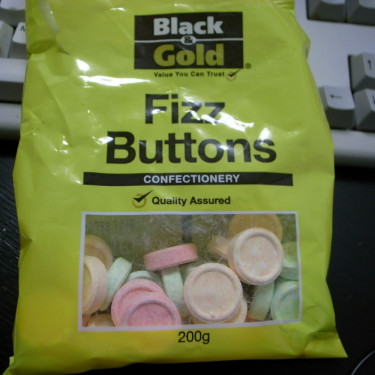 Black
&
Gold®
Value You Can Trust
Fizz
Buttons
CONFECTIONERY
Quality Assured
200g